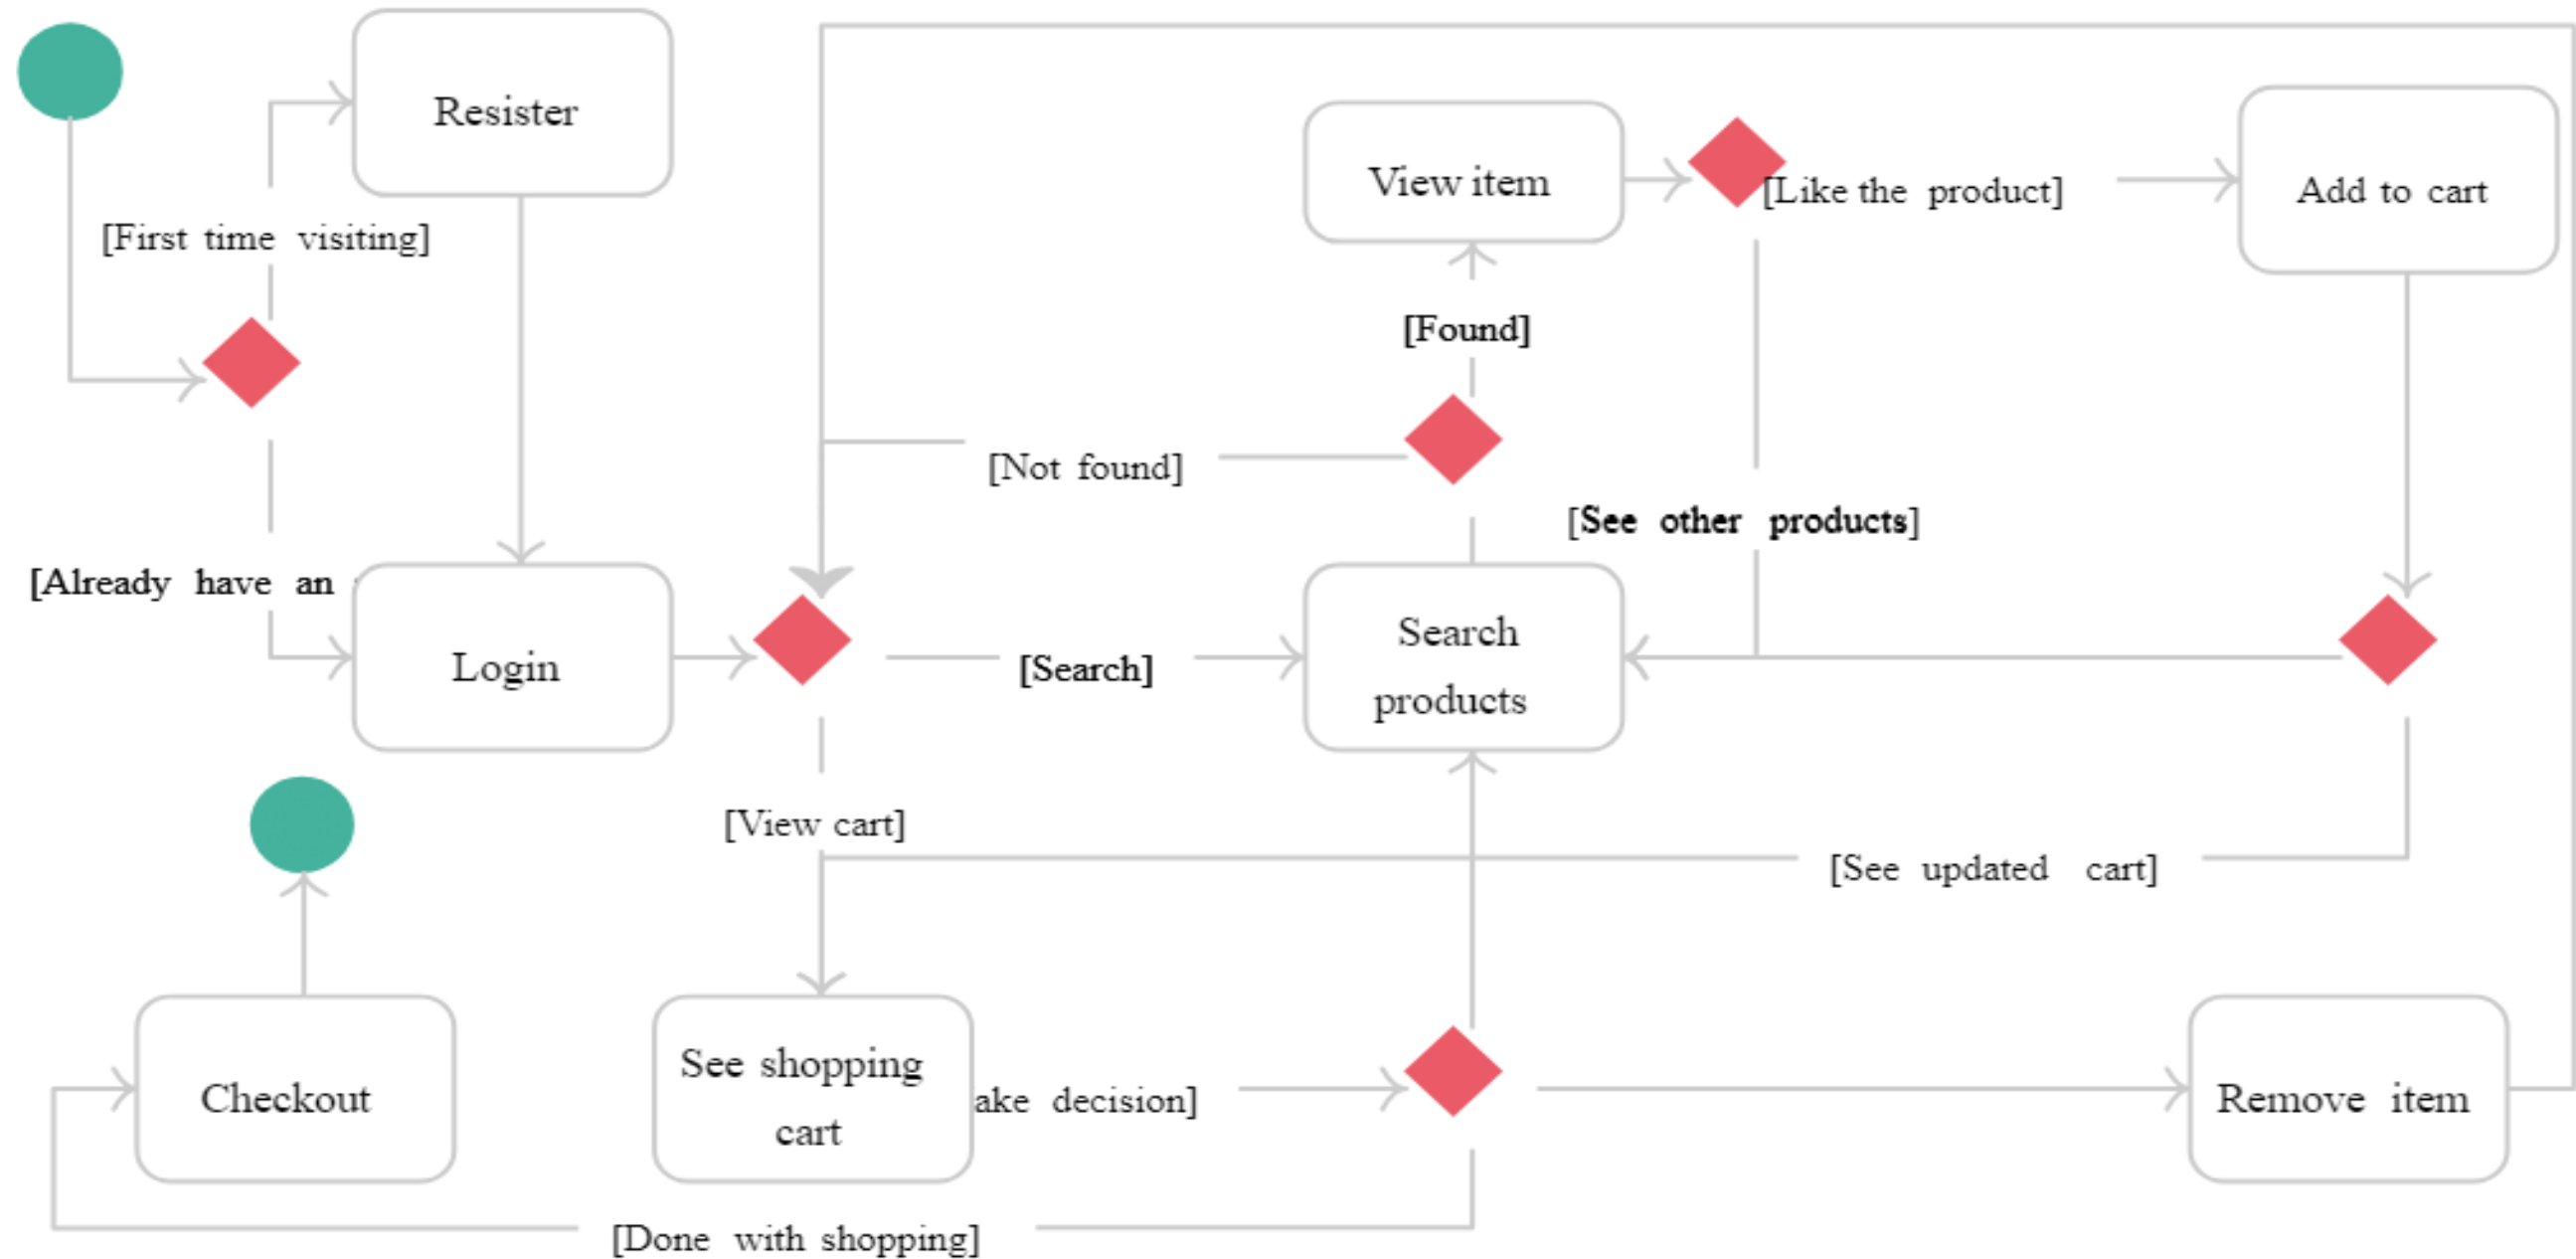 Resister
View item
[Like the product]
Add to cart
[First time visiting]
[Found]
[Not found]
[See other products]
[Already have an
Login
[Search]
Search
products
[View cart]
[See updated cart]
Checkout
See shopping
cart
ake decision]
Remove item
[Done with shopping]